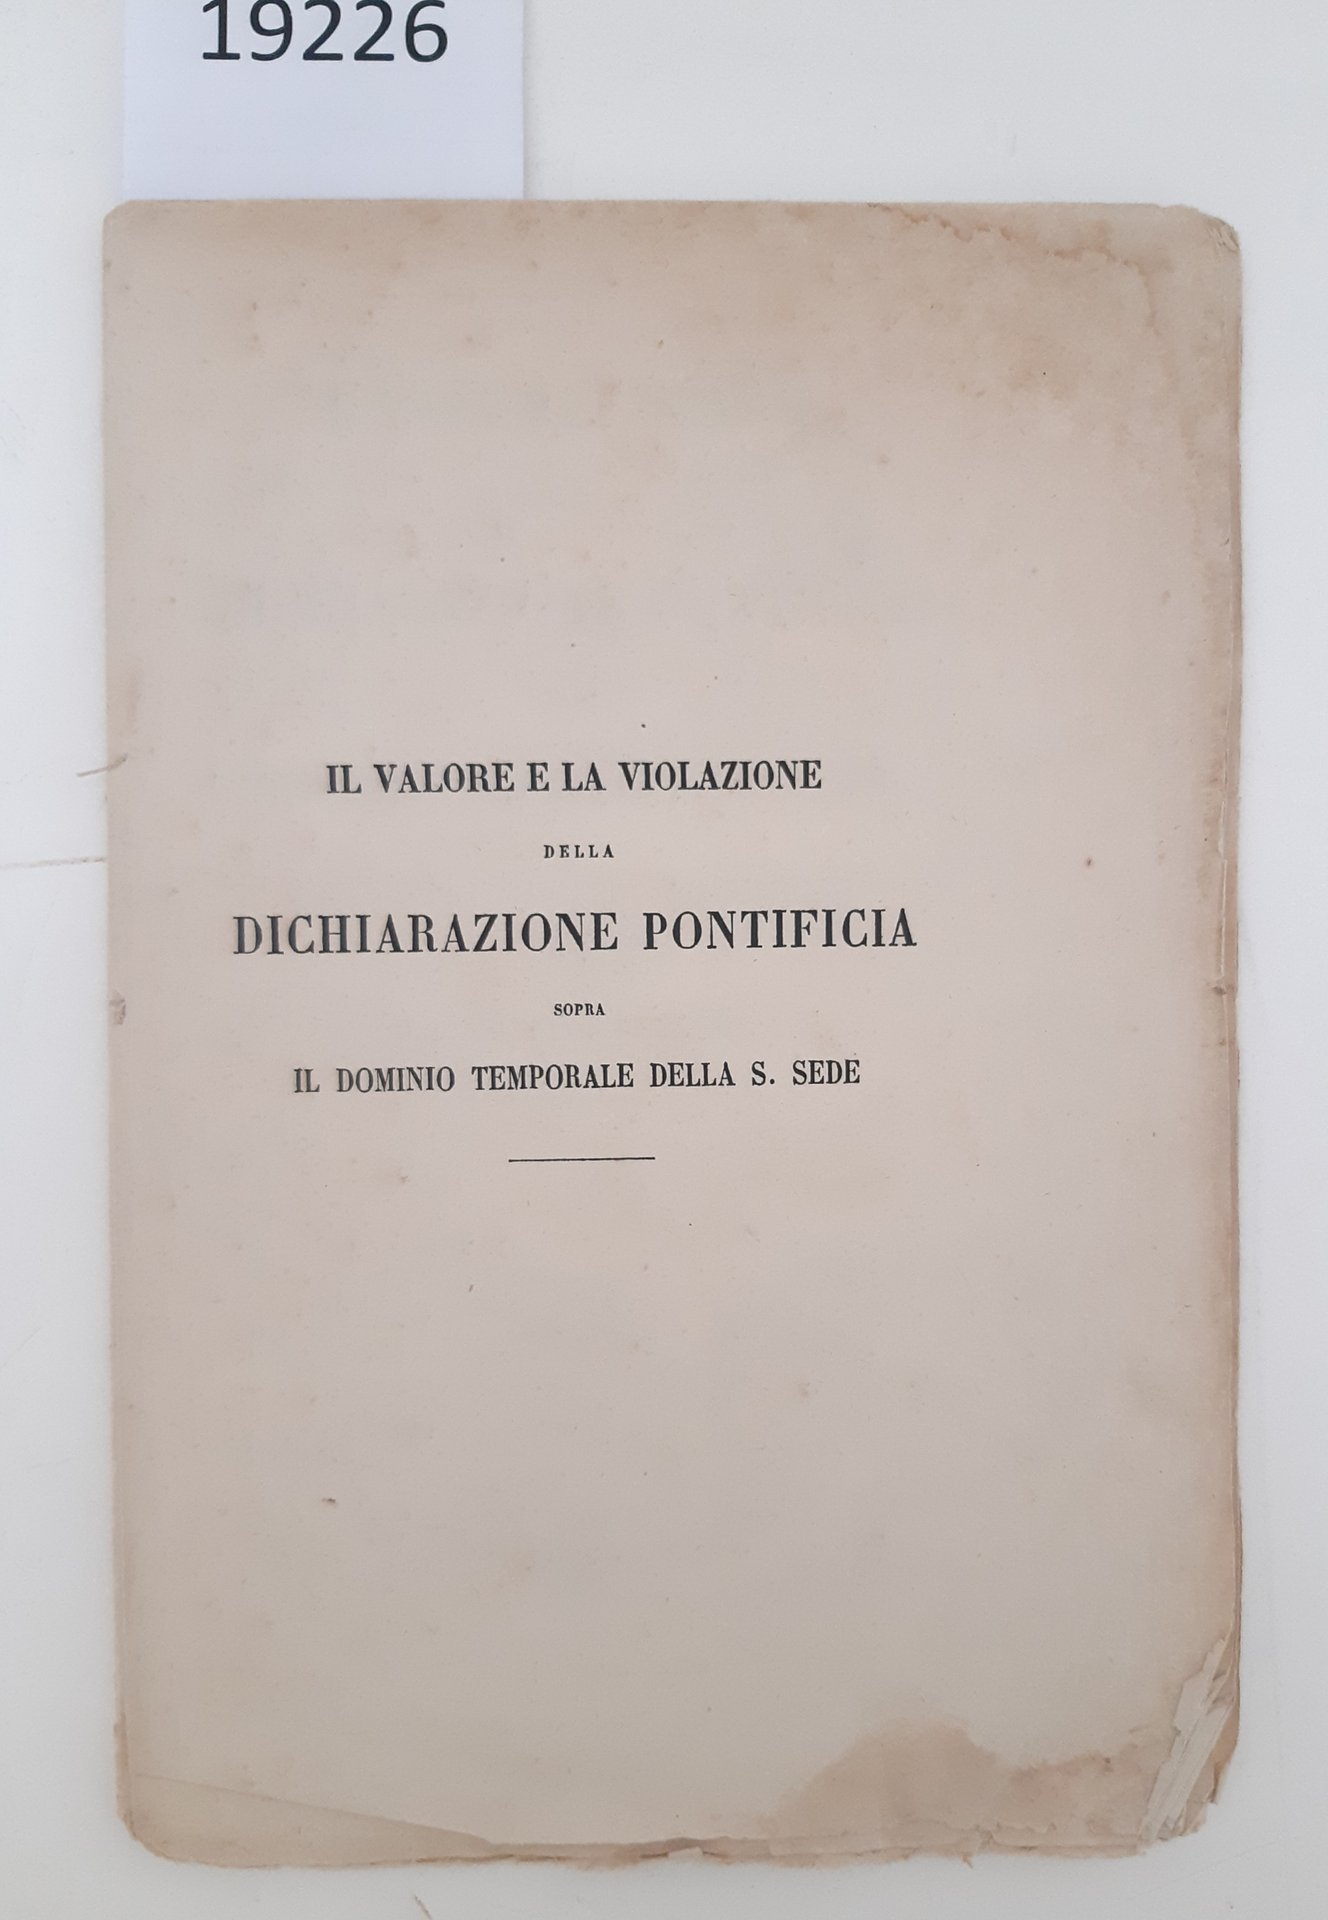 19226
IL VALORE E LA VIOLAZIONE
DELLA
DICHIARAZIONE PONTIFICIA
SOPRA
IL DOMINIO TEMPORALE DELLA S. SEDE